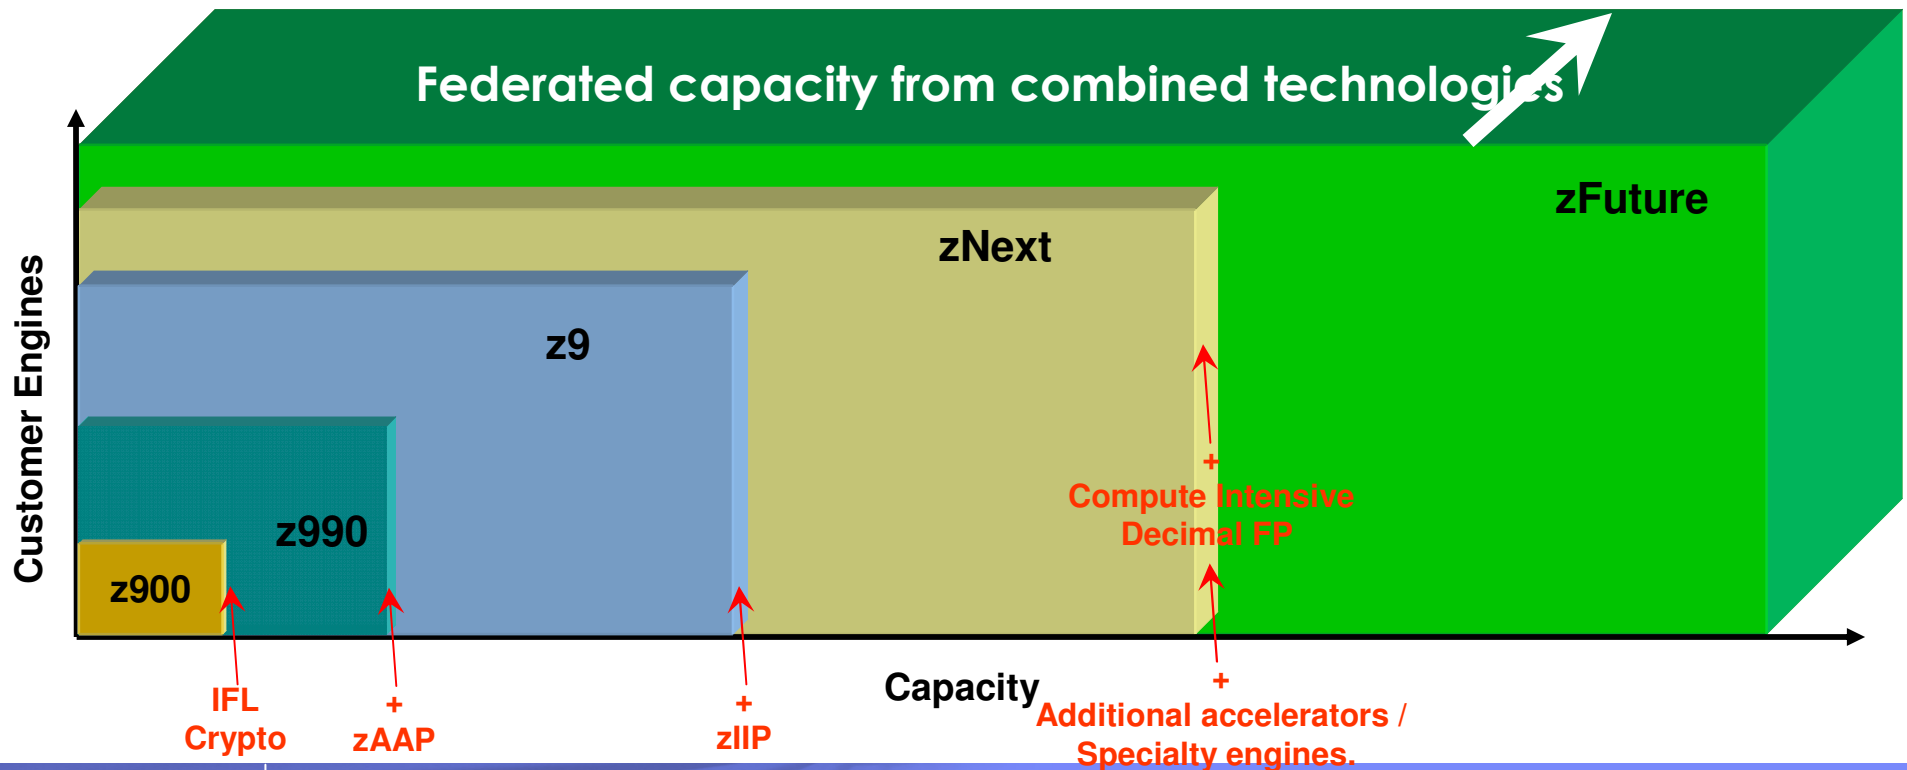 Federated capacity from combined technologies
zFuture
zNext
z9
z990
z900
Customer Engines
+
Compute Intensive
Decimal FP
Capacity
IFL
Crypto
+
zAAP
+
zIIP
+
Additional accelerators /
Specialty engines.